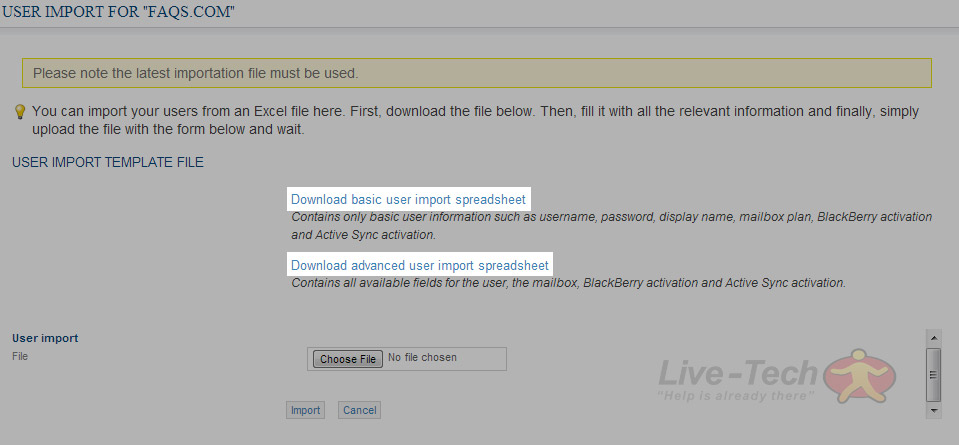 USER IMPORT FOR "FAQS.COM"
Please note the latest importation file must be used.
You can import your users from an Excel file here. First, download the file below. Then, fill it with all the relevant information and finally, simply
upload the file with the form below and wait.
USER IMPORT TEMPLATE FILE
Download basic user import spreadsheet
Contains only basic user information such as username, password, display name, mailbox plan, BlackBerry activation
and Active Sync activation.
Download advanced user import spreadsheet
Contains all available fields for the user, the mailbox, BlackBerry activation and Active Sync activation.
User import
File
Choose File No file chosen
Live-Tech
"Help is already there"
Import Cancel